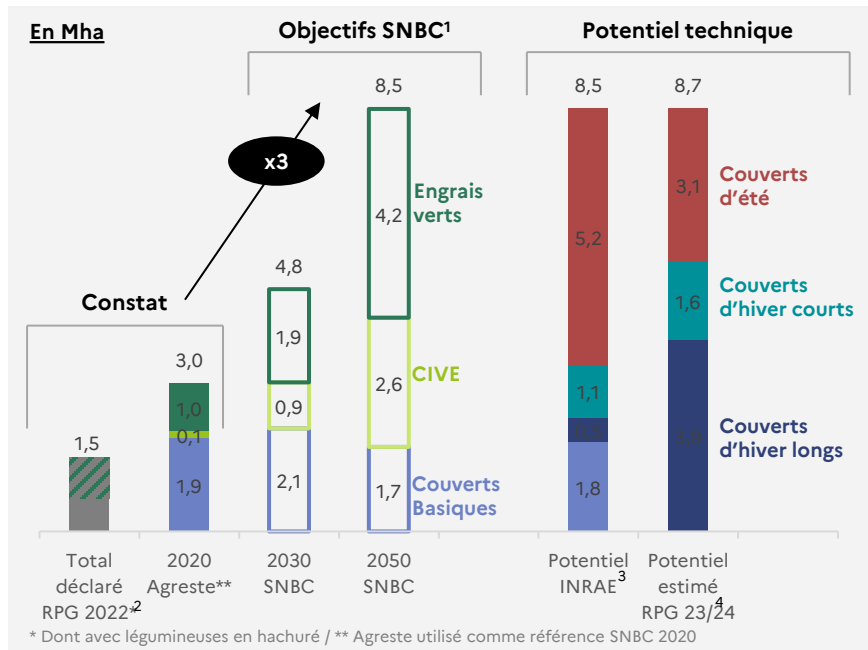 En Mha
Objectifs SNBC¹
Potentiel technique
8,5
8,5
8,7
x3
Engrais
verts
4,2
Couverts
d'été
3,1
5,2
4,8
Constat
1,9
Couverts
d'hiver courts
1,6
3,0
CIVE
2,6
1,0
0,9
1,1
0,1
1,5
Couverts
d'hiver longs
1,9
2,1
Couverts
Basiques
1,7
1,8
Total
déclaré
RPG 2022*²
2020
Agreste**
2030
SNBC
2050
SNBC
Potentiel
INRAE³
Potentiel
estimé
RPG 23/24⁴
* Dont avec légumineuses en hachuré / ** Agreste utilisé comme référence SNBC 2020